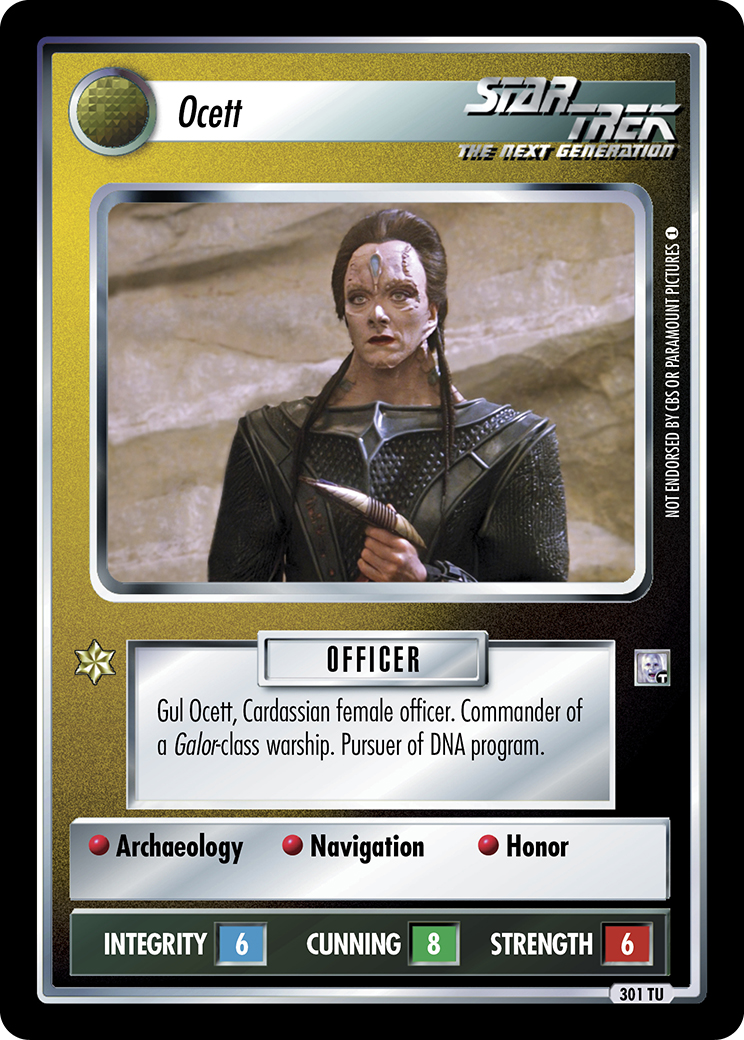 Ocett
STAR TREK
THE NEXT GENERATION
NOT ENDORSED BY CBS OR PARAMOUNT PICTURES 1
OFFICER
Gul Ocett, Cardassian female officer. Commander of
a Galor-class warship. Pursuer of DNA program.
T
Archaeology Navigation Honor
INTEGRITY 6 CUNNING 8 STRENGTH 6
301 TU